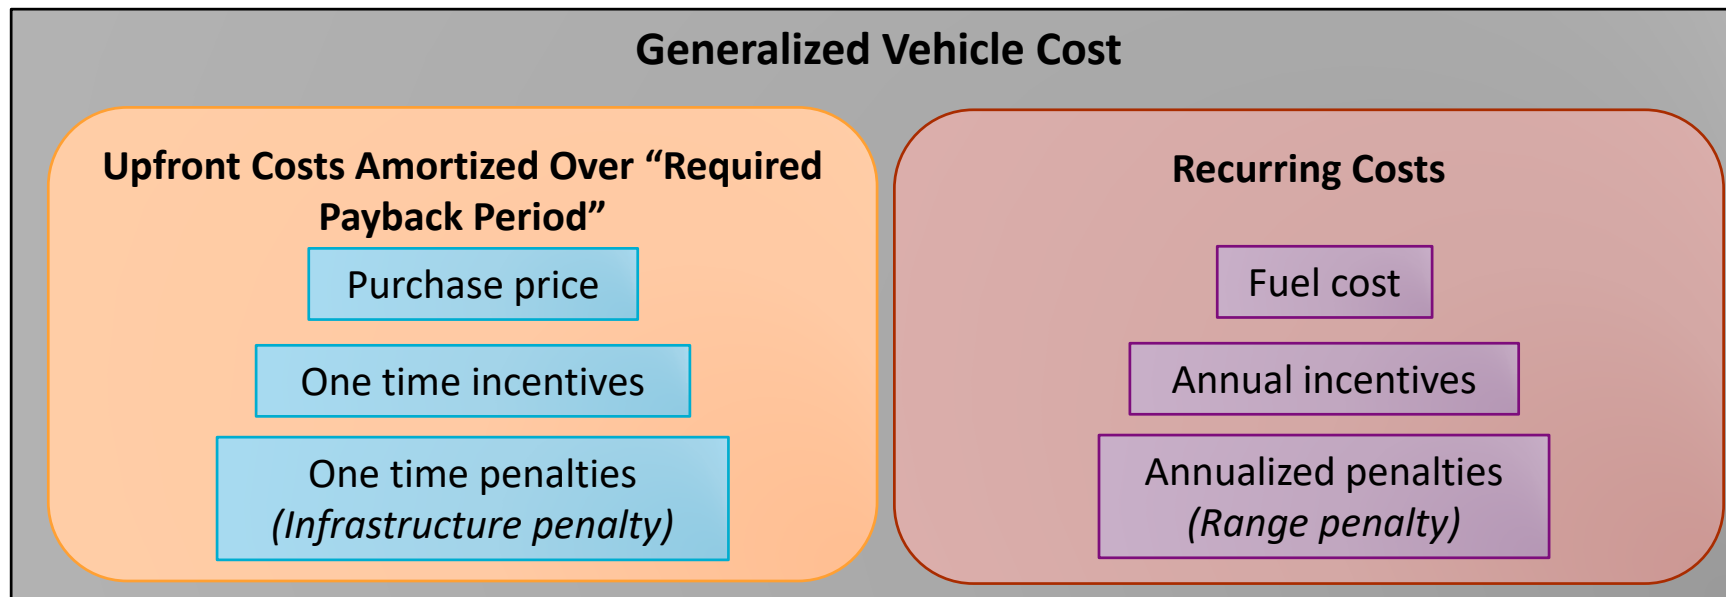 Generalized Vehicle Cost
Upfront Costs Amortized Over “Required
Payback Period”
Purchase price
One time incentives
One time penalties
(Infrastructure penalty)
Recurring Costs
Fuel cost
Annual incentives
Annualized penalties
(Range penalty)